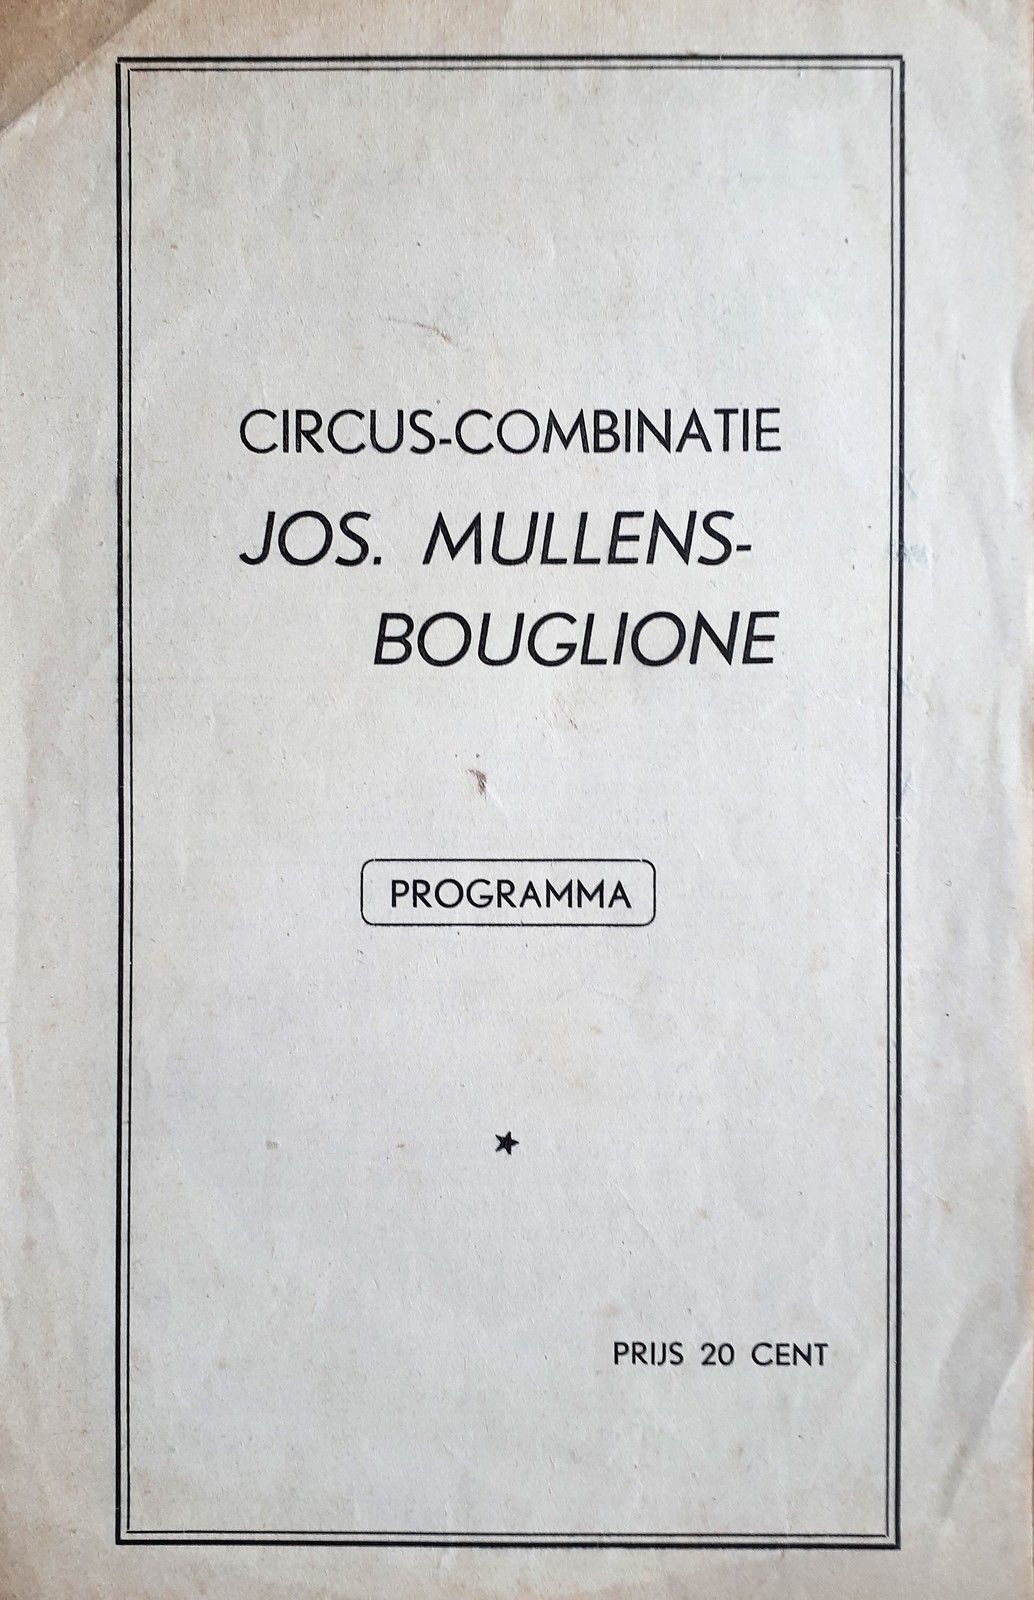 CIRCUS-COMBINATIE
JOS. MULLENS-
BOUGLIONE
PROGRAMMA
PRIJS 20 CENT